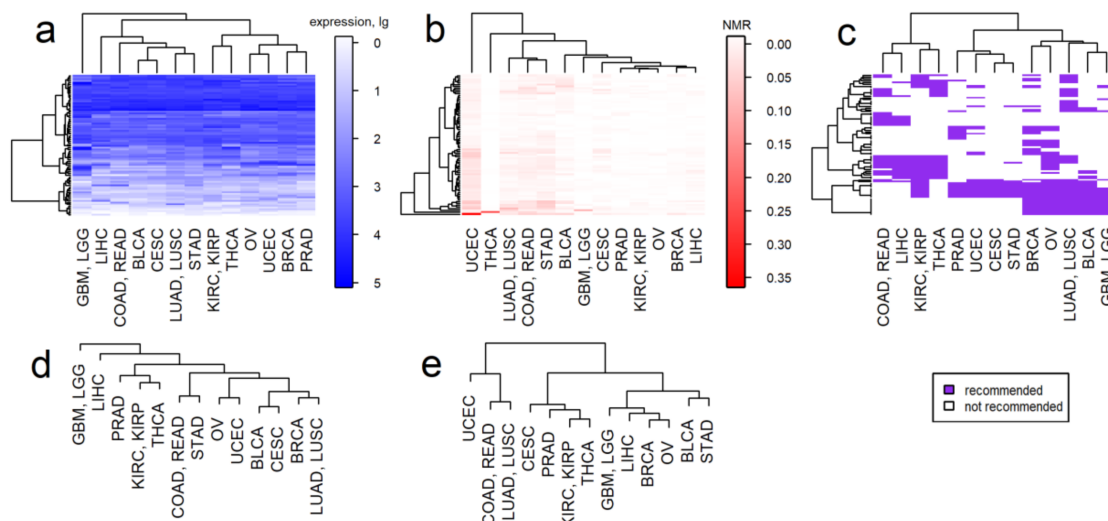 a
expression, lg
0
1
2
3
4
5
GBM, LGG
LIHC
COAD, READ
BLCA
CESC
LUAD, LUSC
STAD
KIRC, KIRP
THCA
OV
UCEC
BRCA
PRAD
b
NMR
0.00
0.05
0.10
0.15
0.20
0.25
0.30
0.35
UCEC
THCA
LUAD, LUSC
COAD, READ
STAD
BLCA
GBM, LGG
CESC
PRAD
KIRC, KIRP
OV
BRCA
LIHC
c
COAD, READ
LIHC
KIRC, KIRP
THCA
PRAD
UCEC
CESC
STAD
BRCA
OV
LUAD, LUSC
BLCA
GBM, LGG
d
GBM, LGG
LIHC
PRAD
KIRC, KIRP
THCA
COAD, READ
STAD
OV
UCEC
BLCA
CESC
BRCA
LUAD, LUSC
e
UCEC
COAD, READ
LUAD, LUSC
CESC
PRAD
KIRC, KIRP
THCA
GBM, LGG
LIHC
BRCA
OV
BLCA
STAD
recommended
not recommended